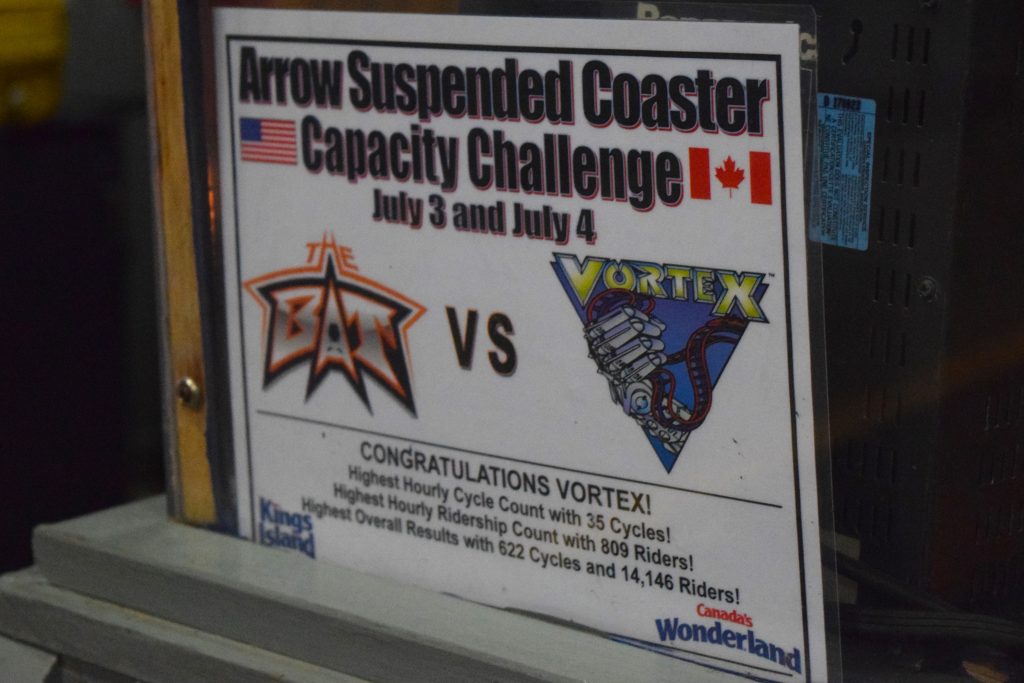 Arrow Suspended Coaster
Capacity Challenge
July 3 and July 4
THE
BAT
VS
VORTEX
™
CONGRATULATIONS VORTEX!
Highest Hourly Cycle Count with 35 Cycles!
Highest Hourly Ridership Count with 809 Riders!
Highest Overall Results with 622 Cycles and 14,146 Riders!
Kings
Island
Canada's
Wonderland